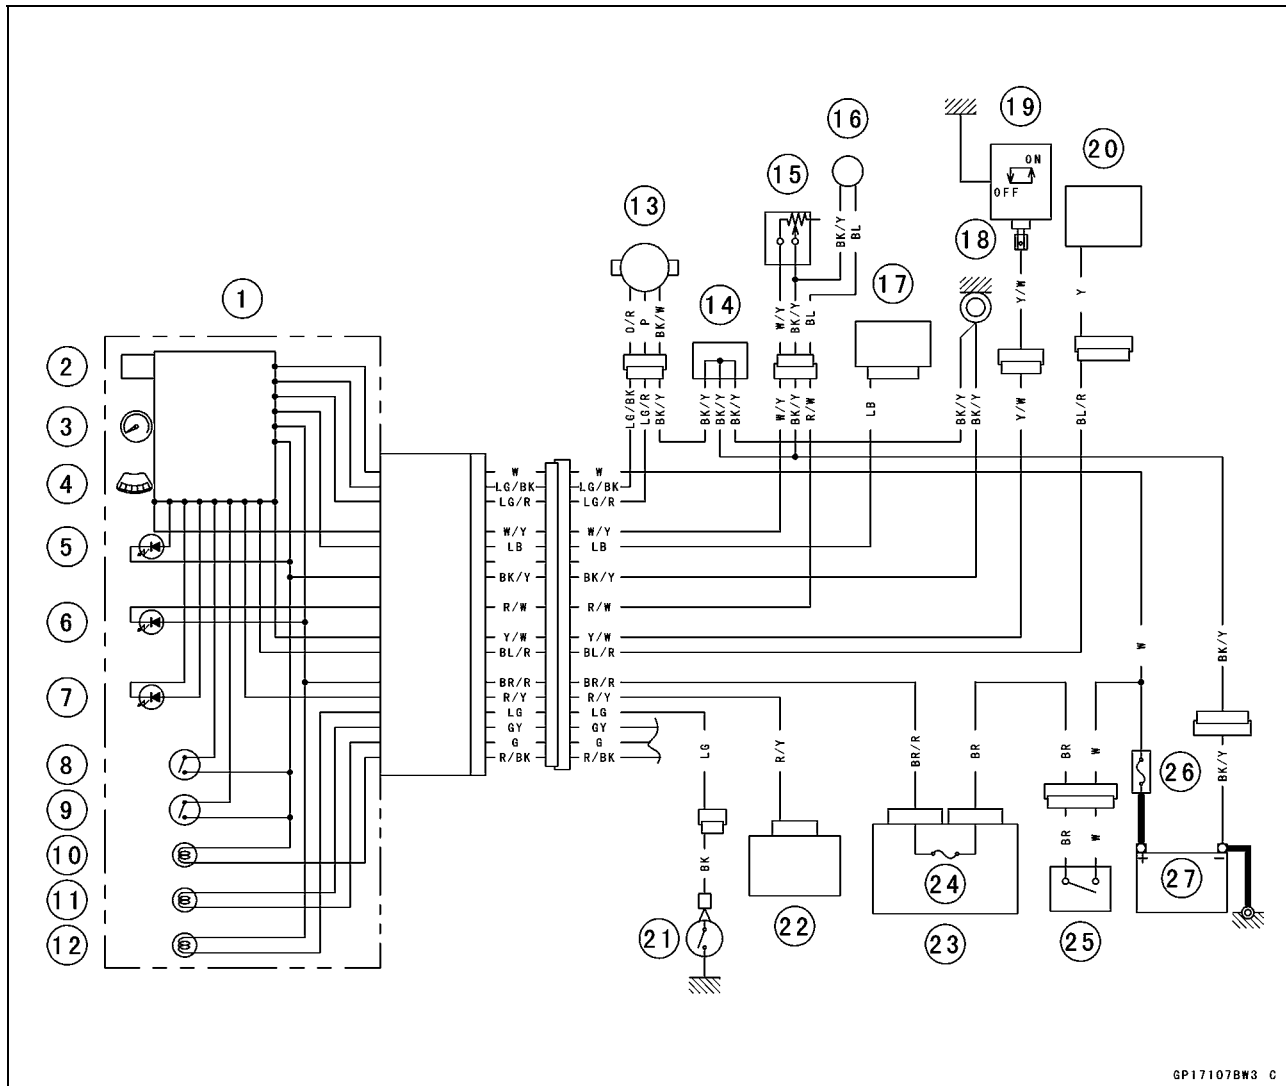 19
16
20
15
ON
OFF
13
18
BK/Y
BL
17
1
14
Y/W
Y
O/R
P
BK/W
W/Y
BK/Y
BL
2
LG/BK
LG/R
BK/Y
BK/Y
BK/Y
BK/Y
W/Y
BK/Y
R/W
LB
BK/Y
BK/Y
Y/W
BL/R
3
4
W
W
LG/BK
LG/BK
LG/R
LG/R
5
W/Y
W/Y
LB
LB
BK/Y
BK/Y
6
R/W
R/W
Y/W
Y/W
BL/R
BL/R
W
BK/Y
7
BR/R
BR/R
R/Y
R/Y
LG
LG
GY
GY
G
G
R/BK
R/BK
8
LG
R/Y
BR/R
BR
BR
W
26
BK/Y
9
10
BK
BR
W
+
−
11
24
27
12
21
22
23
25
GP17107BW3 C